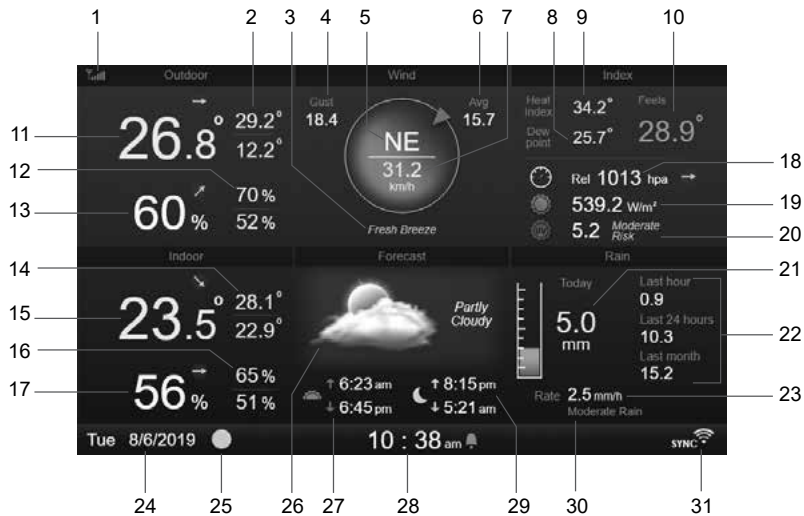 1 2 3 4 5 6 7 8 9 10
Outdoor Wind Index
11 26.8° 29.2° 12.2°
12 70% 52%
13 60%
Gust 18.4
Avg 15.7
NE
31.2
km/h
Fresh Breeze
Heat Index 34.2°
Dew point 25.7°
Feels 28.9°
Rel 1013 hpa 18
539.2 W/m² 19
5.2 Moderate Risk 20
Indoor Forecast Rain
14 28.1° 22.9°
15 23.5°
16 65% 51%
17 56%
Partly
Cloudy
↑ 6:23 am ↑ 8:15 pm
↓ 6:45 pm ↓ 5:21 am
Today
5.0
mm
21
Last hour
0.9
Last 24 hours
10.3
Last month
15.2
22
Rate 2.5 mm/h 23
Moderate Rain
Tue 8/6/2019 10 : 38 am SYNC
24 25 26 27 28 29 30 31